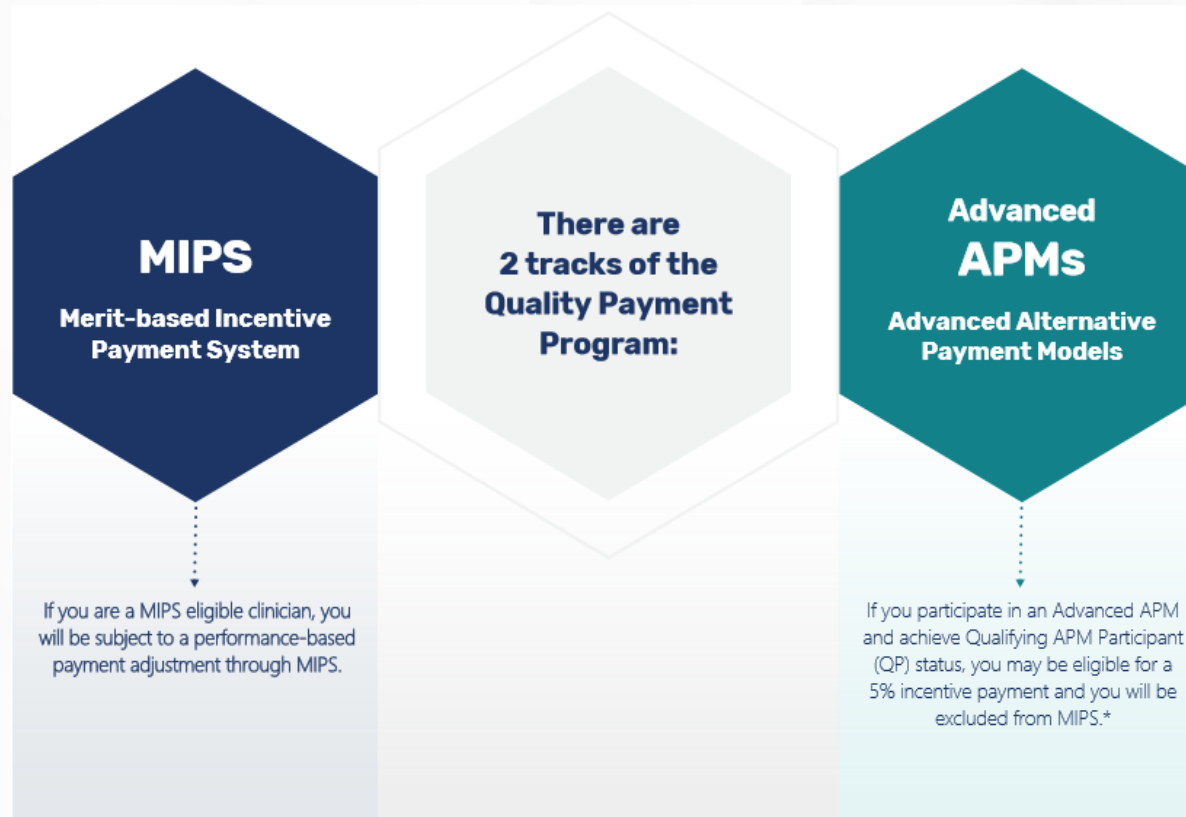 MIPS
Merit-based Incentive
Payment System
If you are a MIPS eligible clinician, you
will be subject to a performance-based
payment adjustment through MIPS.
There are
2 tracks of the
Quality Payment
Program:
Advanced
APMs
Advanced Alternative
Payment Models
If you participate in an Advanced APM
and achieve Qualifying APM Participant
(QP) status, you may be eligible for a
5% incentive payment and you will be
excluded from MIPS.*